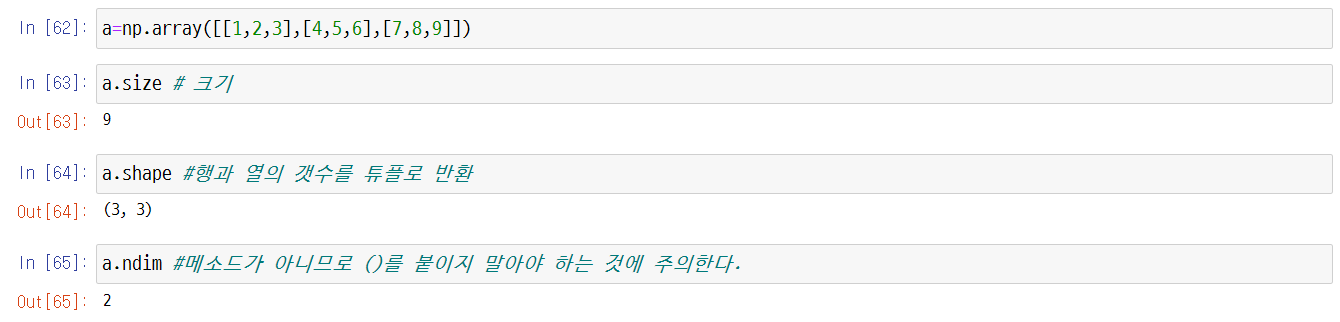 In [62]: a=np.array([[1,2,3],[4,5,6],[7,8,9]])
In [63]: a.size # 크기
Out[63]: 9
In [64]: a.shape #행과 열의 갯수를 튜플로 반환
Out[64]: (3, 3)
In [65]: a.ndim #메소드가 아니므로 ()를 붙이지 말아야 하는 것에 주의한다.
Out[65]: 2